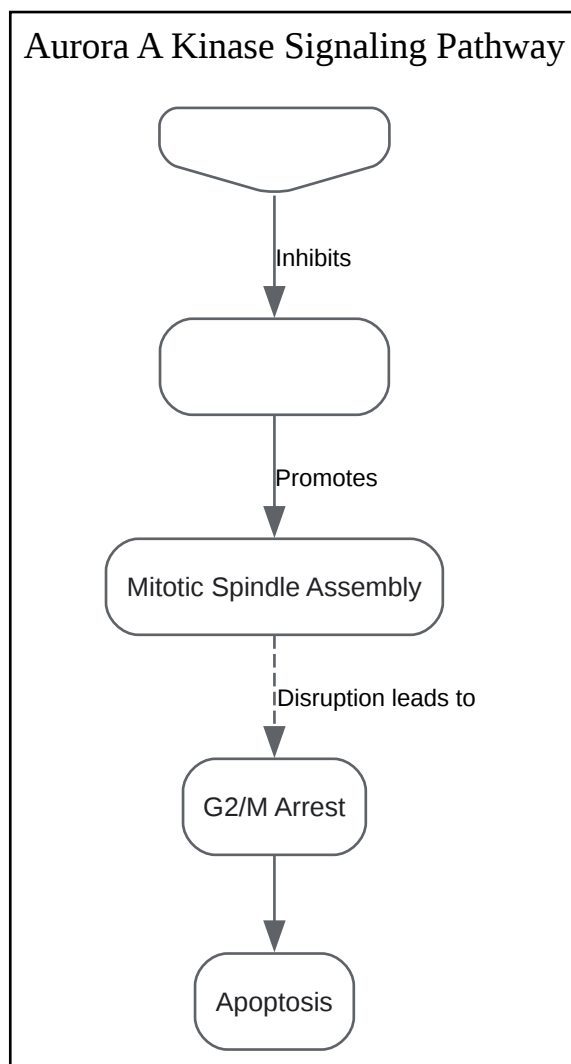 Aurora A Kinase Signaling Pathway
Inhibits
Promotes
Mitotic Spindle Assembly
Disruption leads to
G2/M Arrest
Apoptosis